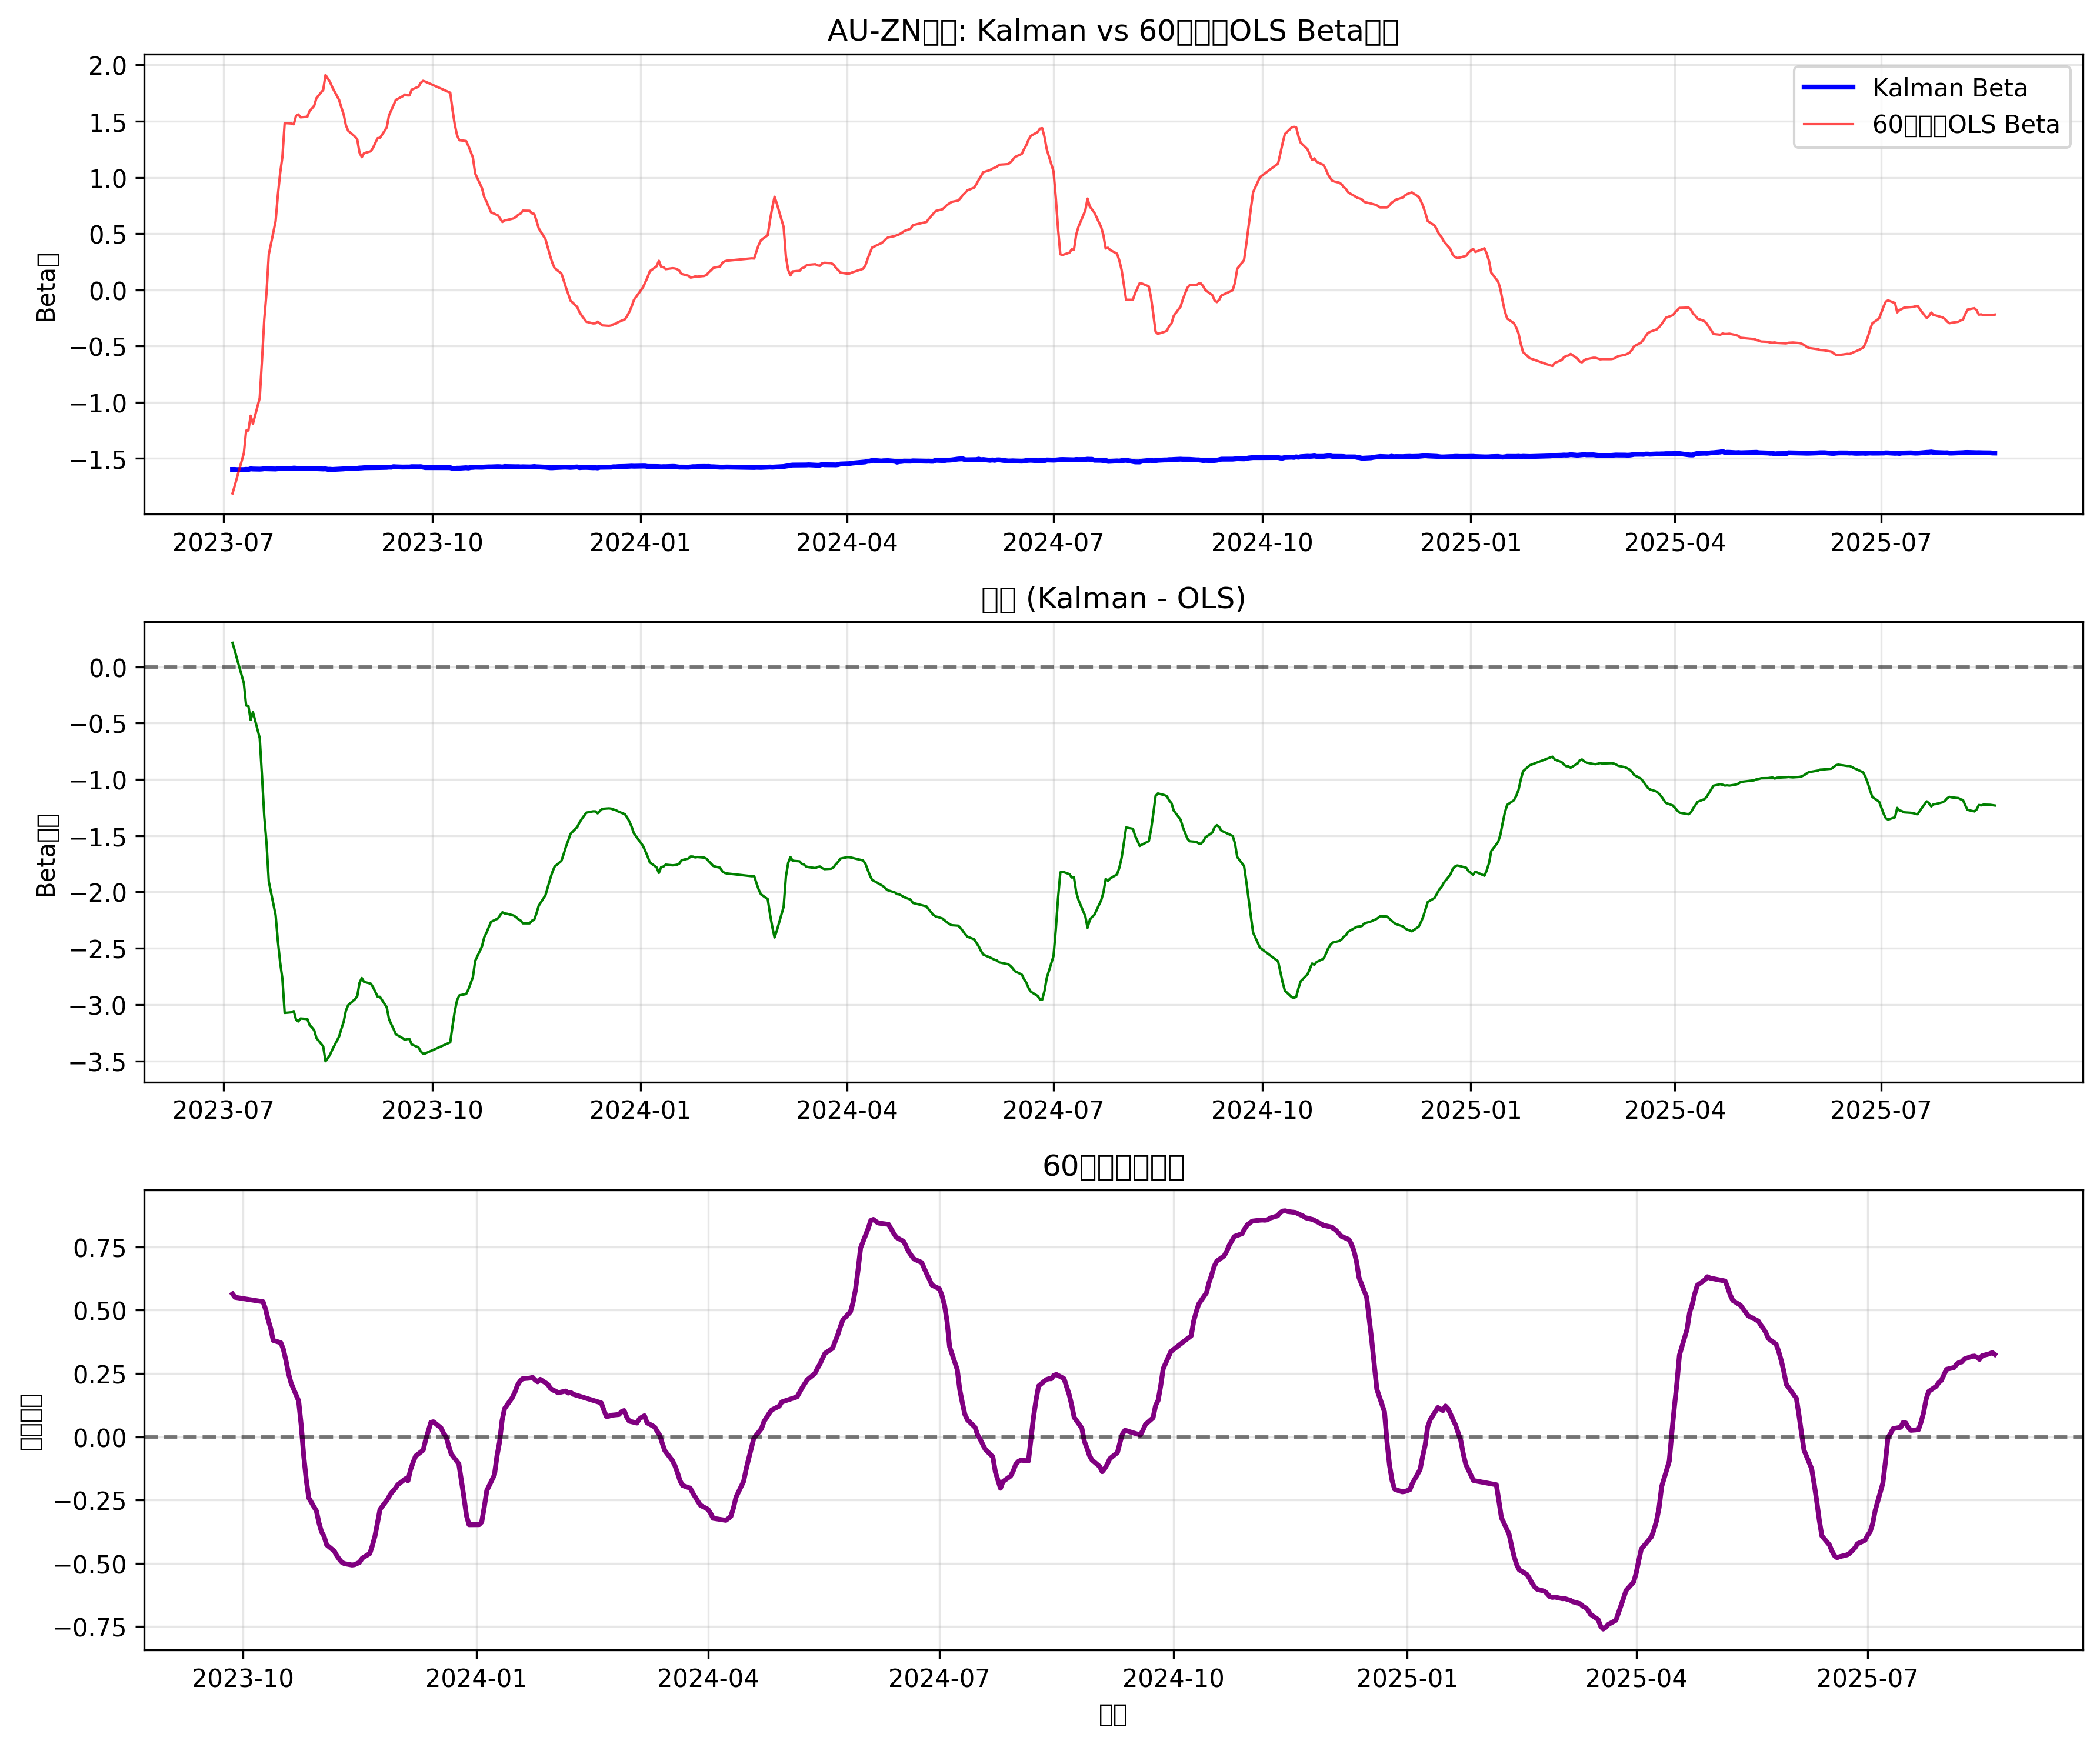 AU-ZN□□: Kalman vs 60□□□OLS Beta□□
Kalman Beta
60□□□OLS Beta
Beta□
2.0
1.5
1.0
0.5
0.0
−0.5
−1.0
−1.5
2023-07 2023-10 2024-01 2024-04 2024-07 2024-10 2025-01 2025-04 2025-07
□□ (Kalman - OLS)
Beta□□
0.0
−0.5
−1.0
−1.5
−2.0
−2.5
−3.0
−3.5
2023-07 2023-10 2024-01 2024-04 2024-07 2024-10 2025-01 2025-04 2025-07
60□□□□□□
□□□□
0.75
0.50
0.25
0.00
−0.25
−0.50
−0.75
2023-10 2024-01 2024-04 2024-07 2024-10 2025-01 2025-04 2025-07
□□